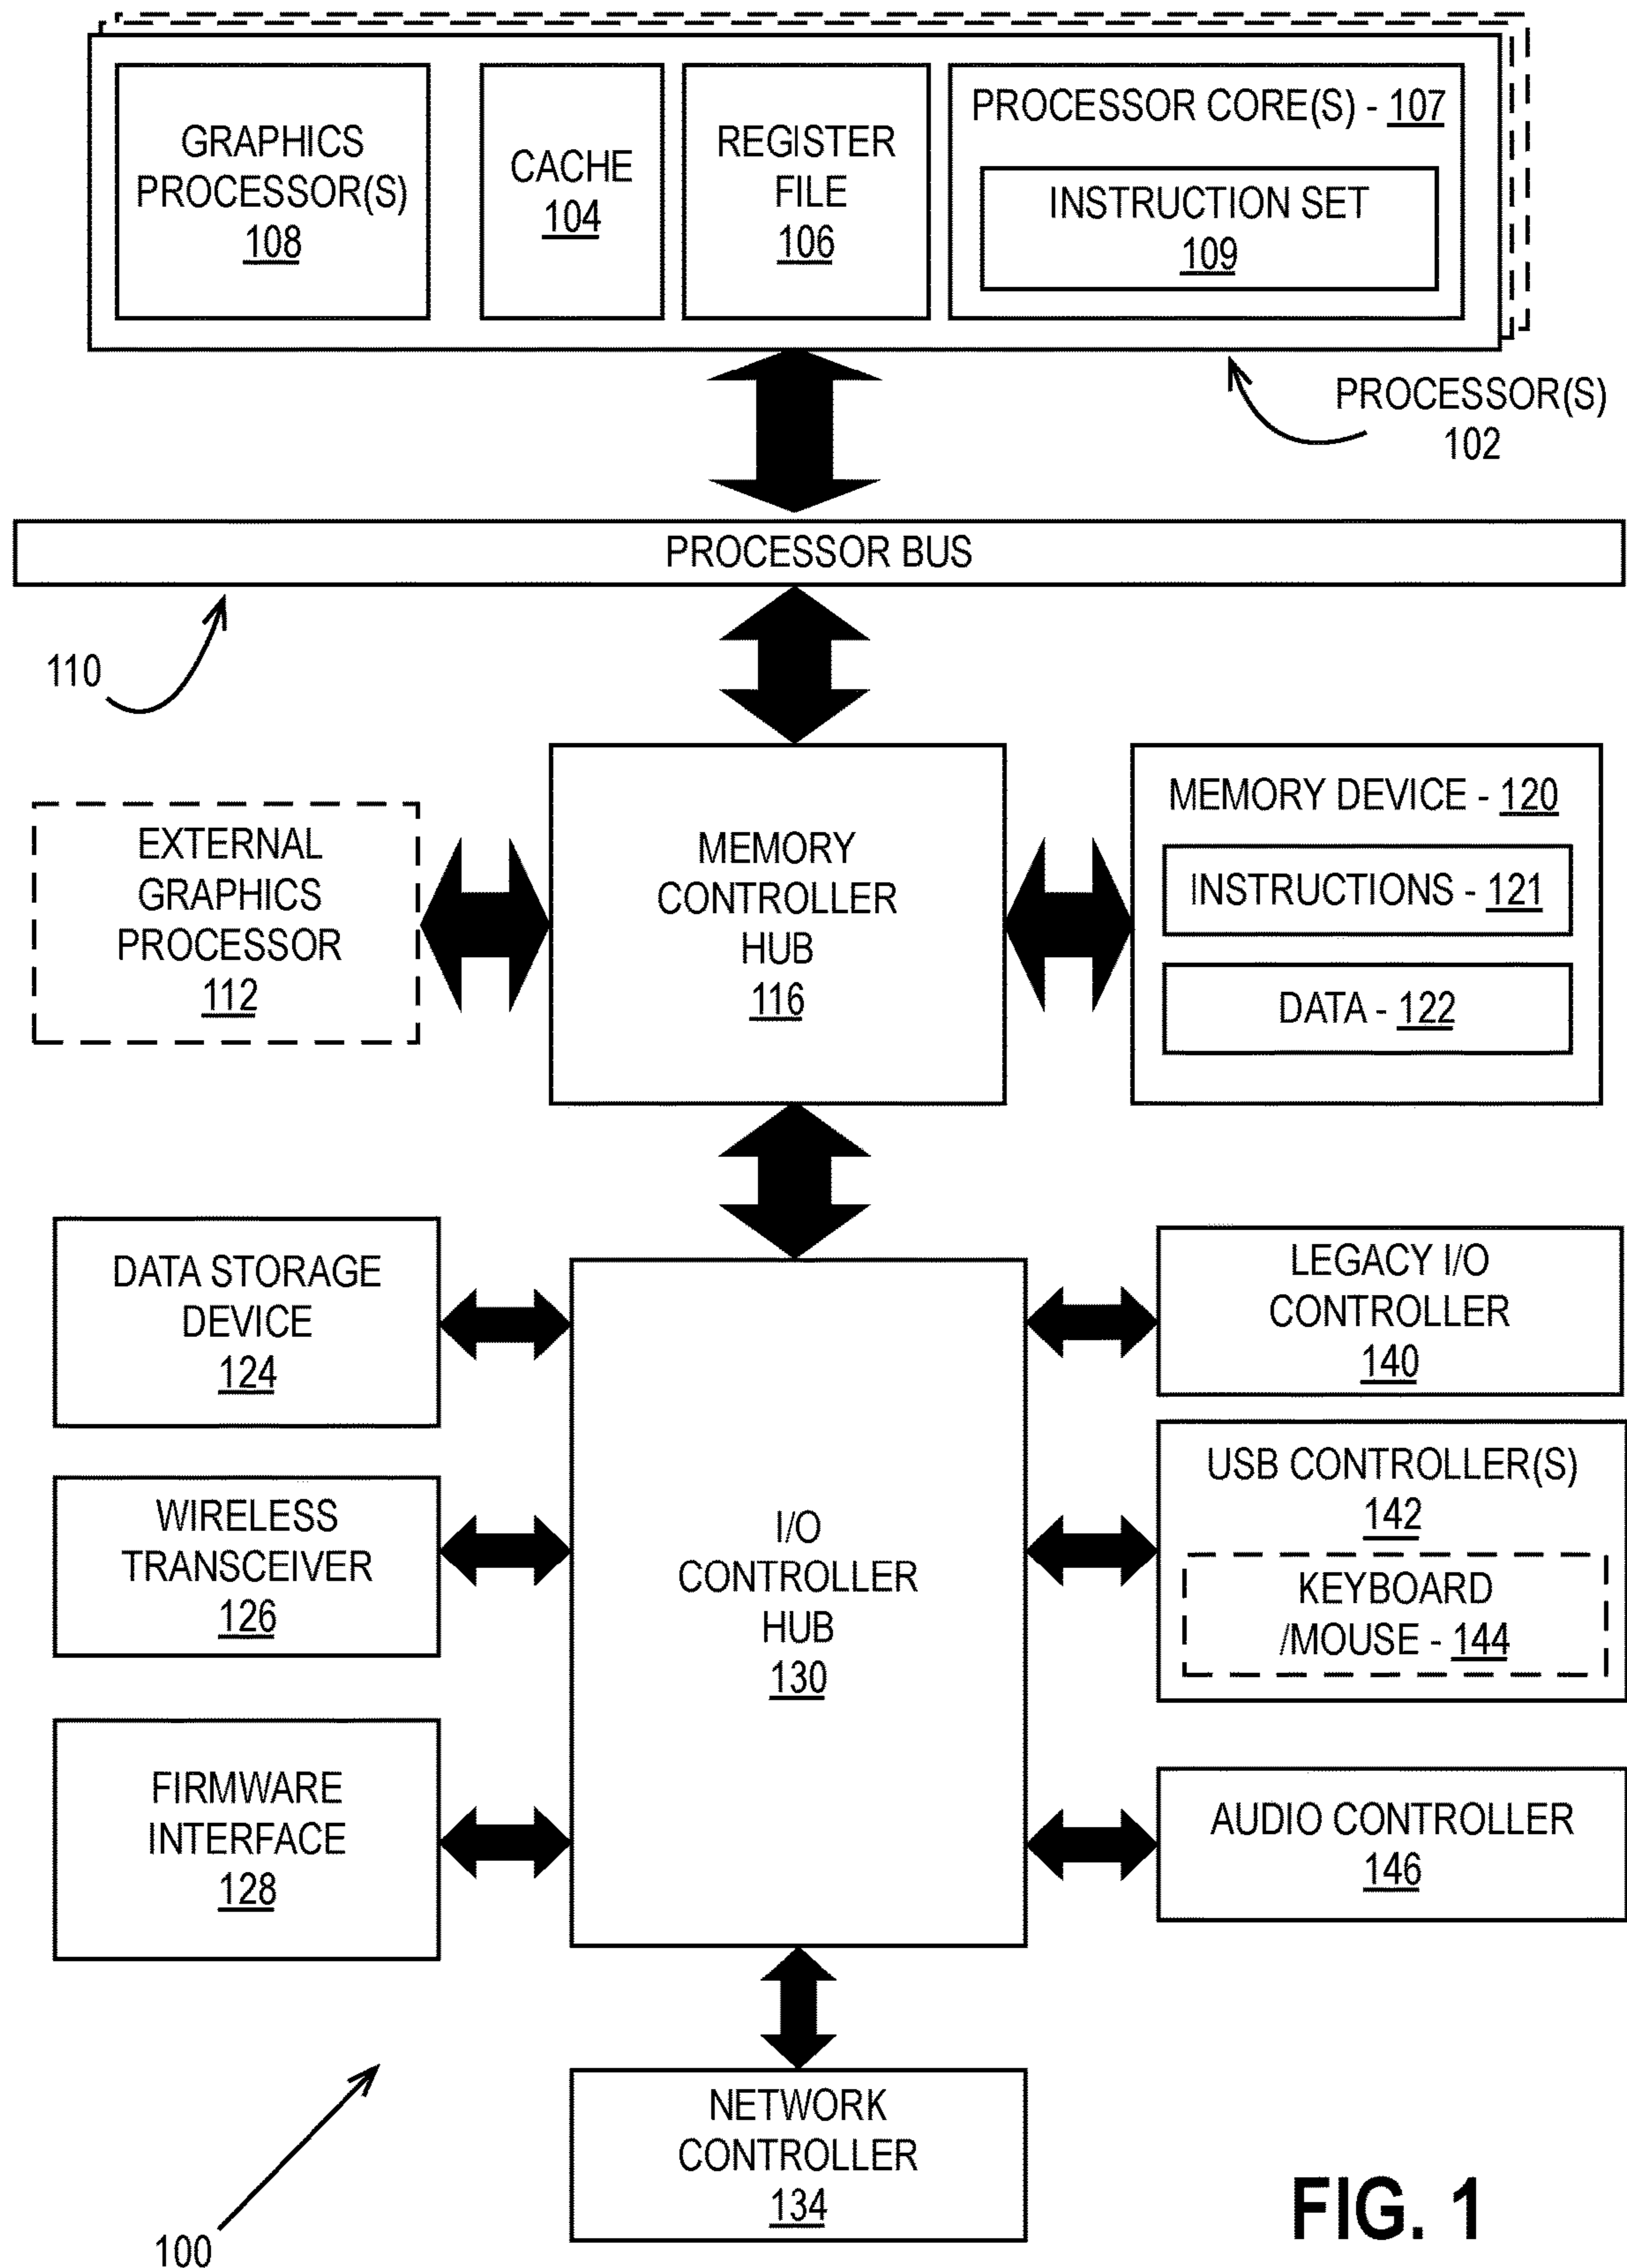 GRAPHICS
PROCESSOR(S)
108
CACHE
104
REGISTER
FILE
106
PROCESSOR CORE(S) - 107
INSTRUCTION SET
109
PROCESSOR(S)
102
PROCESSOR BUS
110
EXTERNAL
GRAPHICS
PROCESSOR
112
MEMORY
CONTROLLER
HUB
116
MEMORY DEVICE - 120
INSTRUCTIONS - 121
DATA - 122
DATA STORAGE
DEVICE
124
WIRELESS
TRANSCEIVER
126
FIRMWARE
INTERFACE
128
I/O
CONTROLLER
HUB
130
LEGACY I/O
CONTROLLER
140
USB CONTROLLER(S)
142
KEYBOARD
/MOUSE - 144
AUDIO CONTROLLER
146
NETWORK
CONTROLLER
134
100
FIG. 1